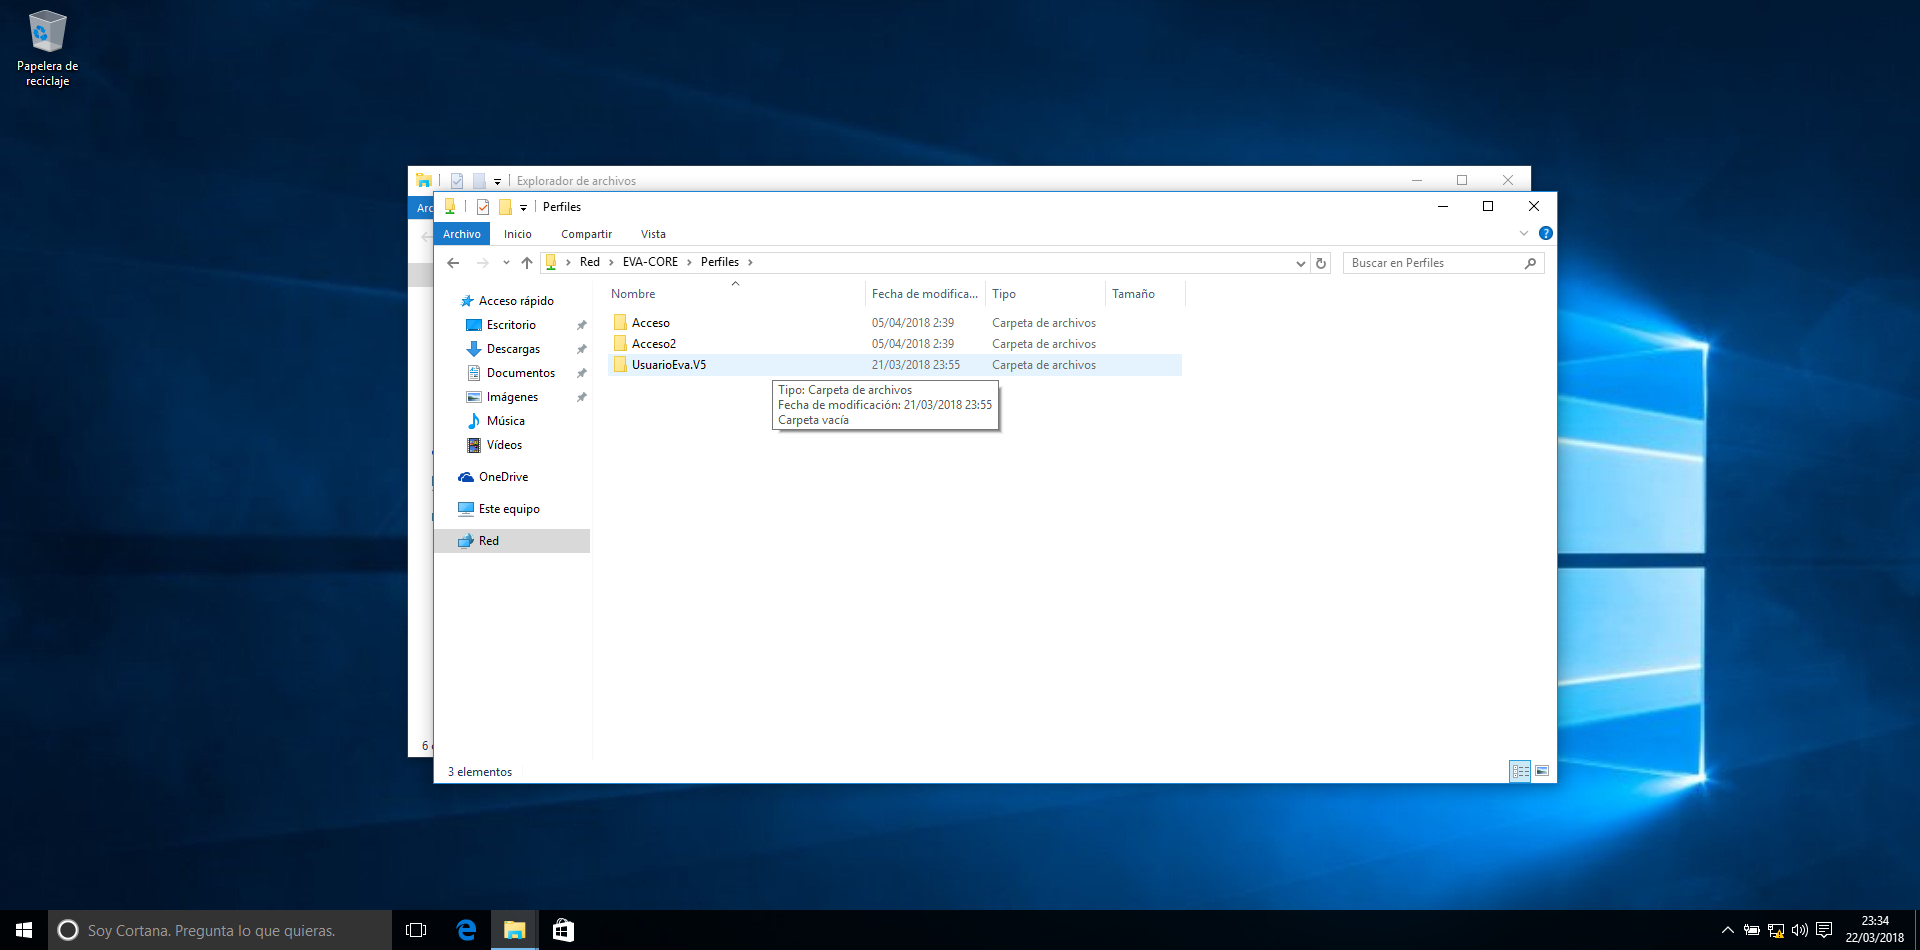 Papelera de
reciclaje
Explorador de archivos
Arc
Perfiles
Archivo Inicio Compartir Vista
Red EVA-CORE Perfiles
Buscar en Perfiles
Nombre Fecha de modifica... Tipo Tamaño
Acceso 05/04/2018 2:39 Carpeta de archivos
Acceso2 05/04/2018 2:39 Carpeta de archivos
UsuarioEva.V5 21/03/2018 23:55 Carpeta de archivos
Tipo: Carpeta de archivos
Fecha de modificación: 21/03/2018 23:55
Carpeta vacía
Acceso rápido
Escritorio
Descargas
Documentos
Imágenes
Música
Vídeos
OneDrive
Este equipo
Red
6
3 elementos
Soy Cortana. Pregunta lo que quieras.
23:34
22/03/2018